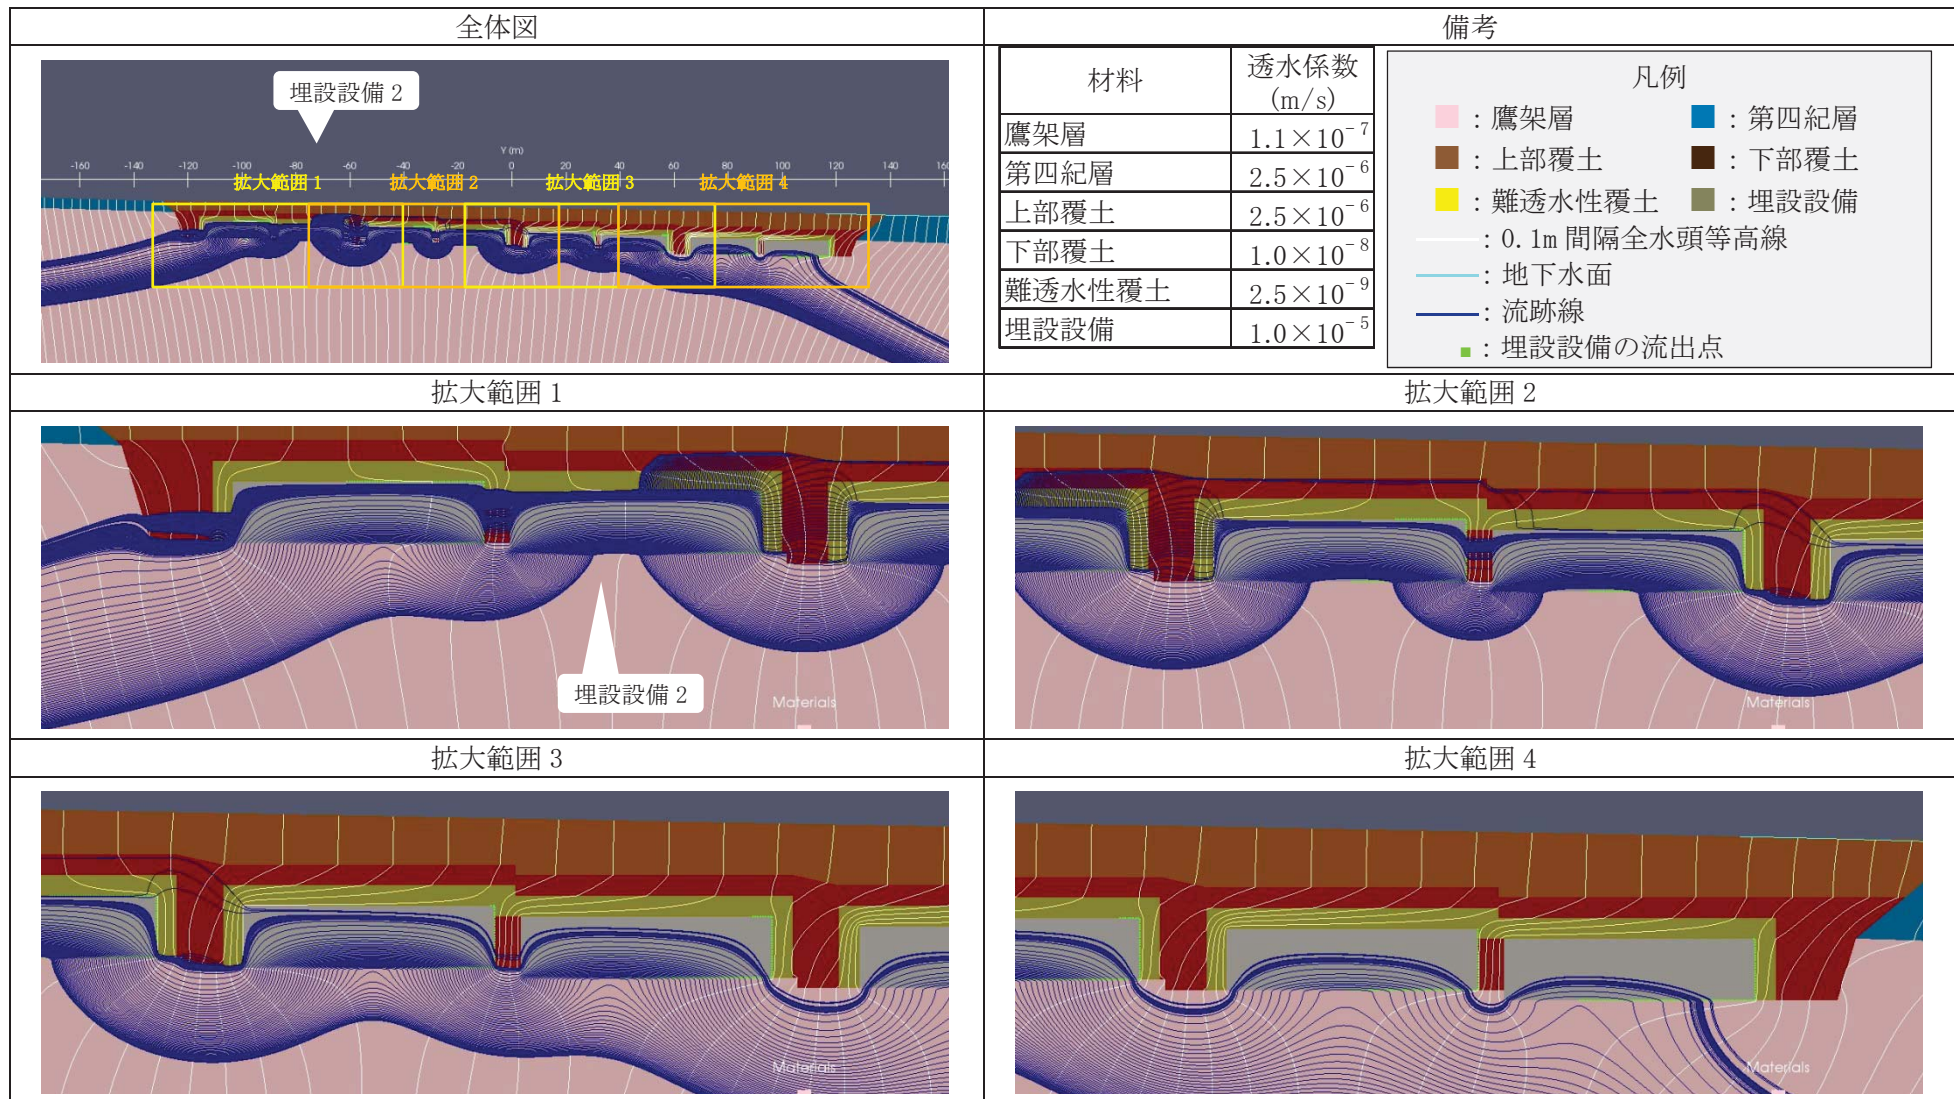 全体図
備考
埋設設備 2
Y (m)
-160 -140 -120 -100 -80 -60 -40 -20 0 20 40 60 80 100 120 140 160
拡大範囲 1 拡大範囲 2 拡大範囲 3 拡大範囲 4
材料 透水係数
(m/s)
鷹架層 1.1×10⁻⁷
第四紀層 2.5×10⁻⁶
上部覆土 2.5×10⁻⁶
下部覆土 1.0×10⁻⁸
難透水性覆土 2.5×10⁻⁹
埋設設備 1.0×10⁻⁵
凡例
：鷹架層 ：第四紀層
：上部覆土 ：下部覆土
：難透水性覆土 ：埋設設備
：0.1m 間隔全水頭等高線
：地下水面
：流跡線
：埋設設備の流出点
拡大範囲 1
拡大範囲 2
埋設設備 2
Materials
Materials
拡大範囲 3
拡大範囲 4
Materials
Materials